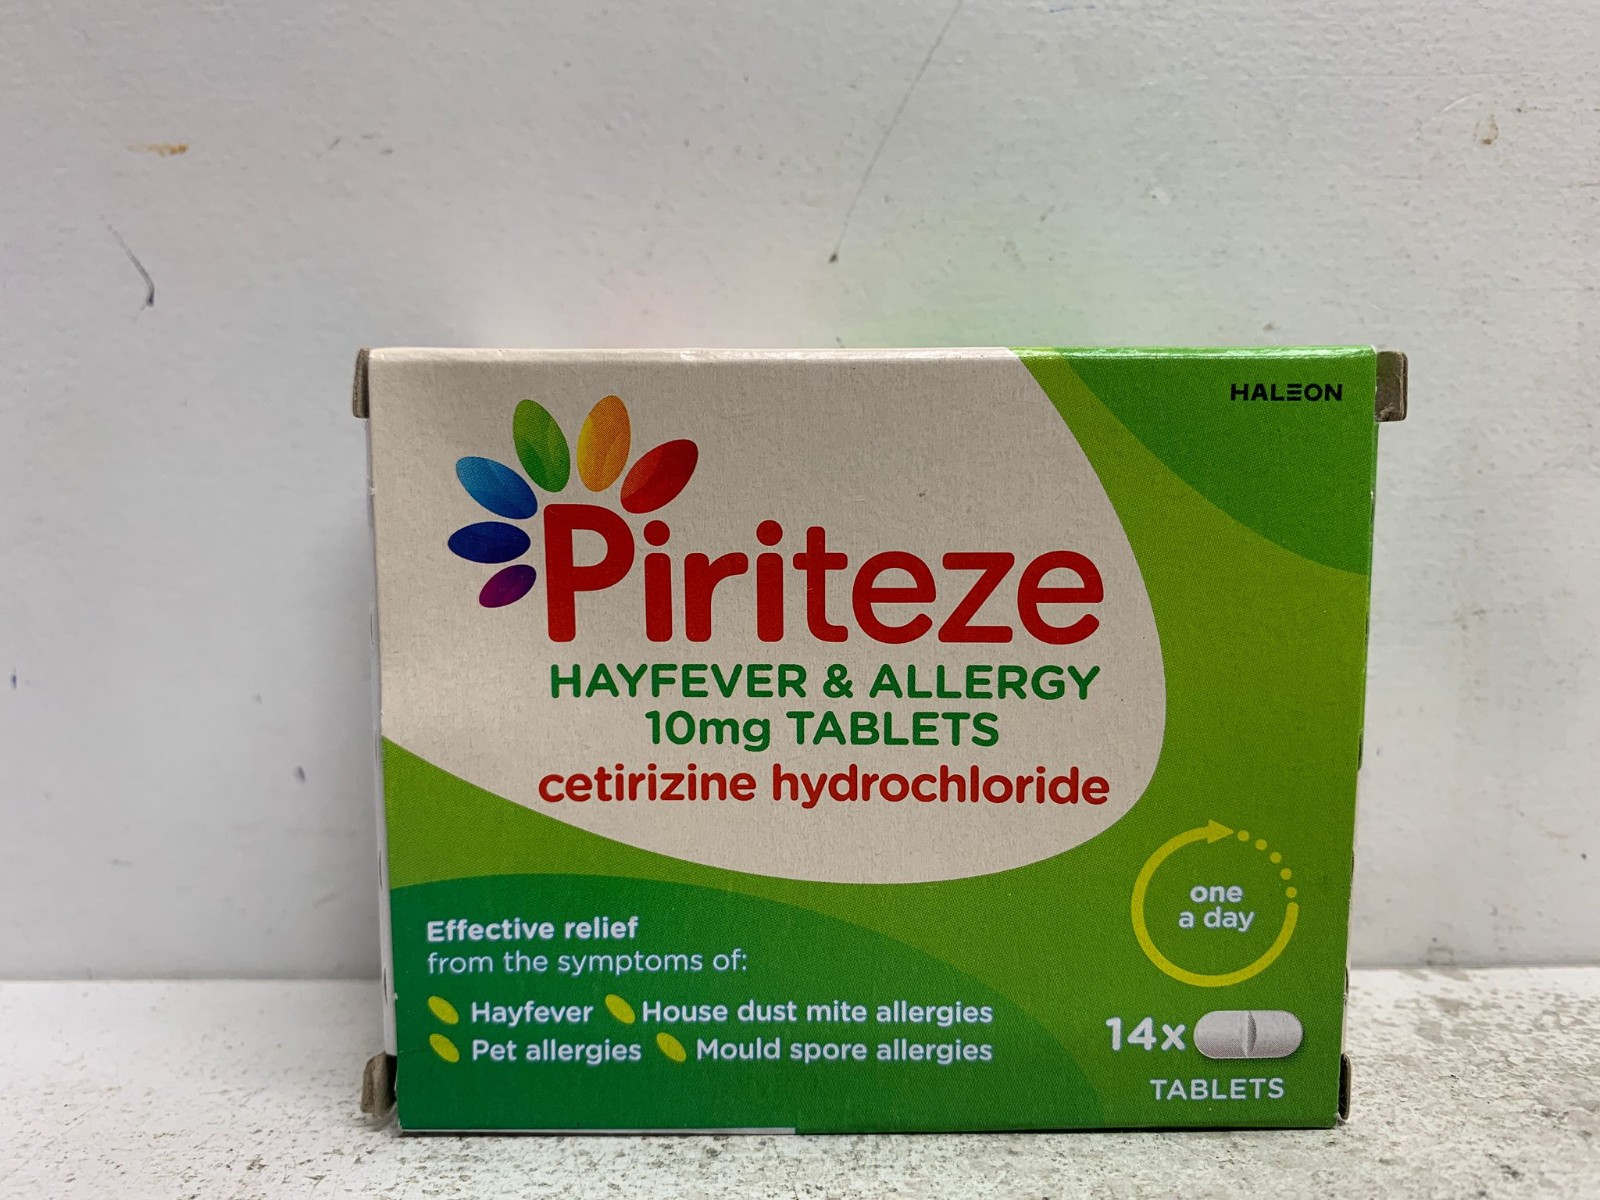 HALEON
Piriteze
HAYFEVER & ALLERGY
10mg TABLETS
cetirizine hydrochloride
one
a day
Effective relief
from the symptoms of:
Hayfever House dust mite allergies
Pet allergies Mould spore allergies
14x
TABLETS